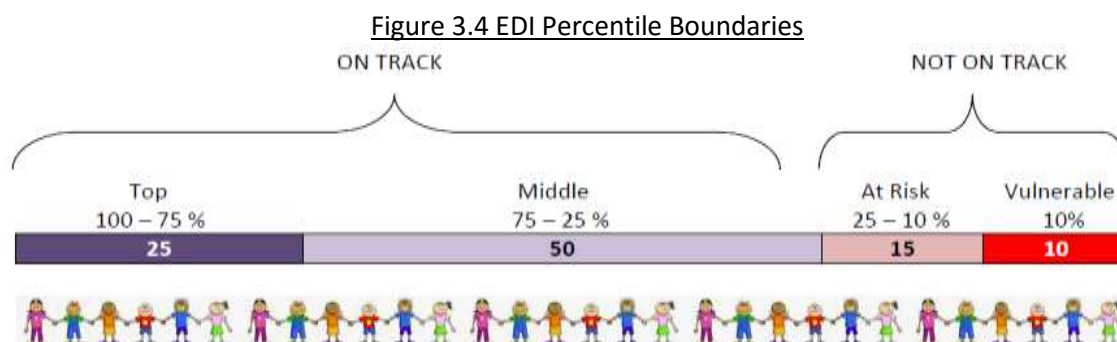 Figure 3.4 EDI Percentile Boundaries
ON TRACK NOT ON TRACK
Top Middle At Risk Vulnerable
100 – 75 % 75 – 25 % 25 – 10 % 10%
25 50 15 10